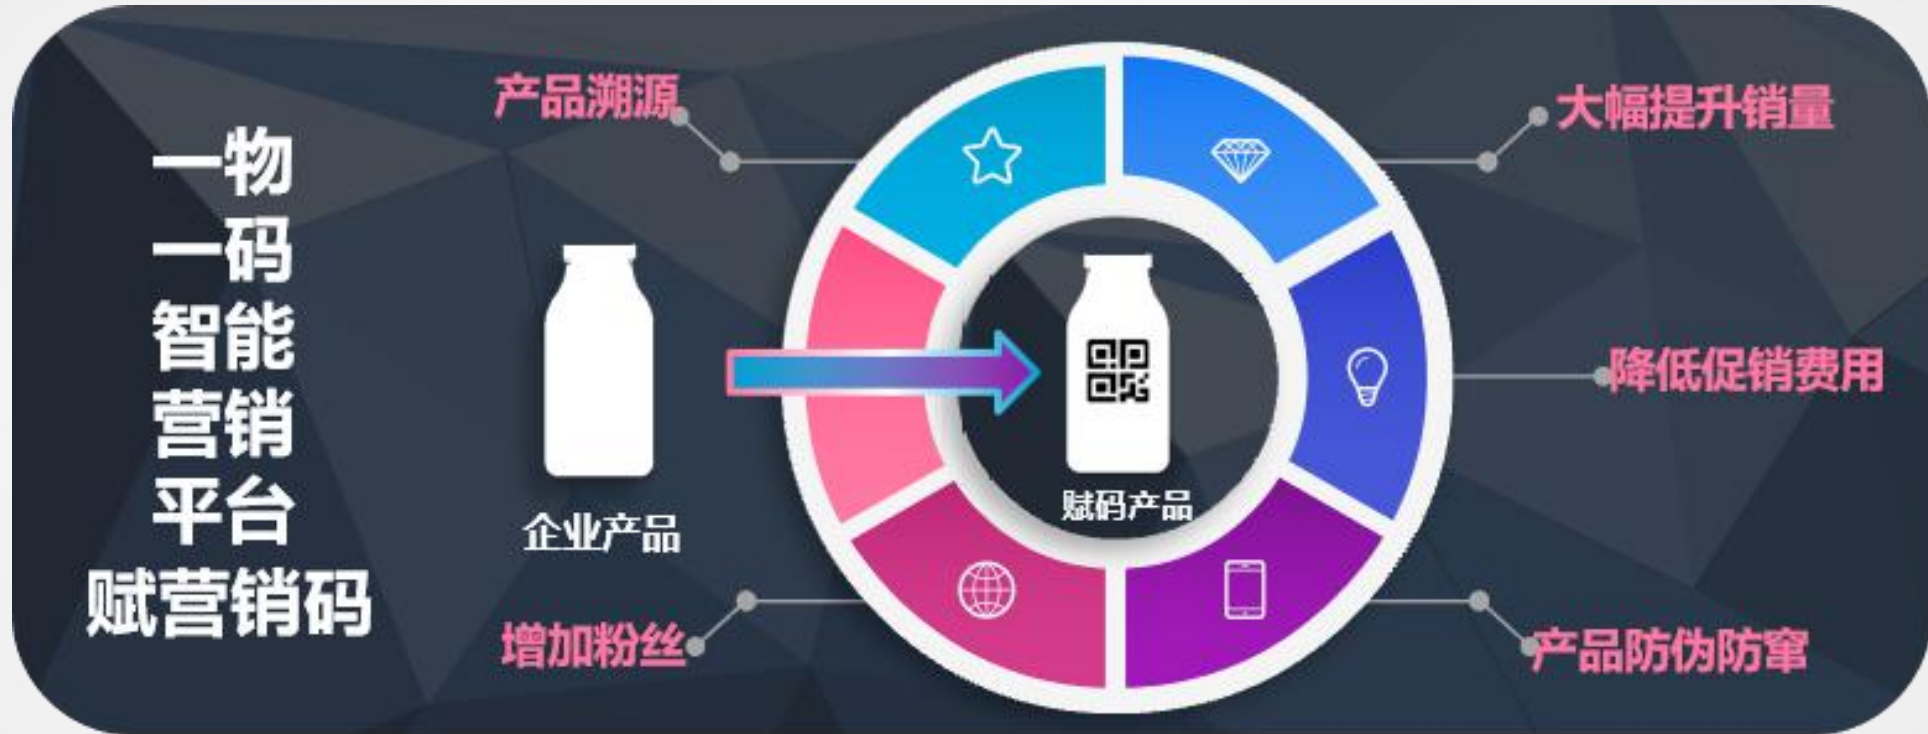 一物
一码
智能
营销
平台
赋营销码
产品溯源
企业产品
增加粉丝
赋码产品
大幅提升销量
降低促销费用
产品防伪防窜